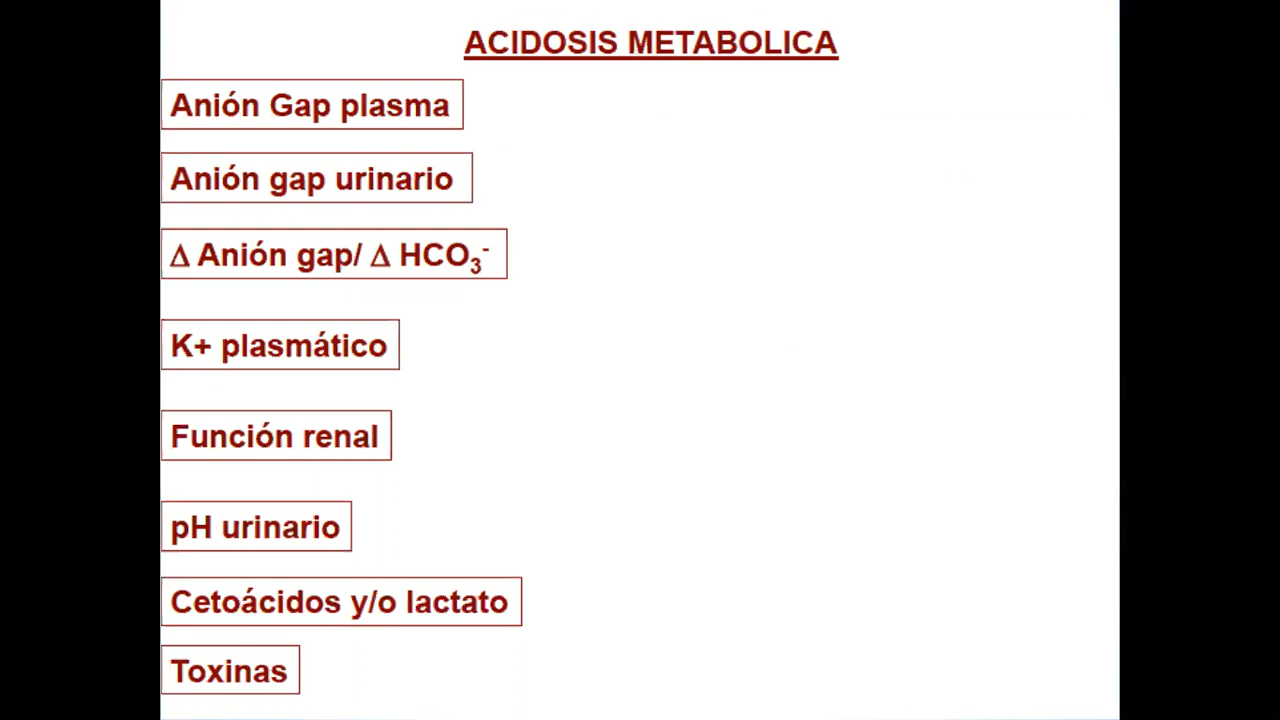 ACIDOSIS METABOLICA
Anión Gap plasma
Anión gap urinario
Δ Anión gap/ Δ HCO₃⁻
K+ plasmático
Función renal
pH urinario
Cetoácidos y/o lactato
Toxinas